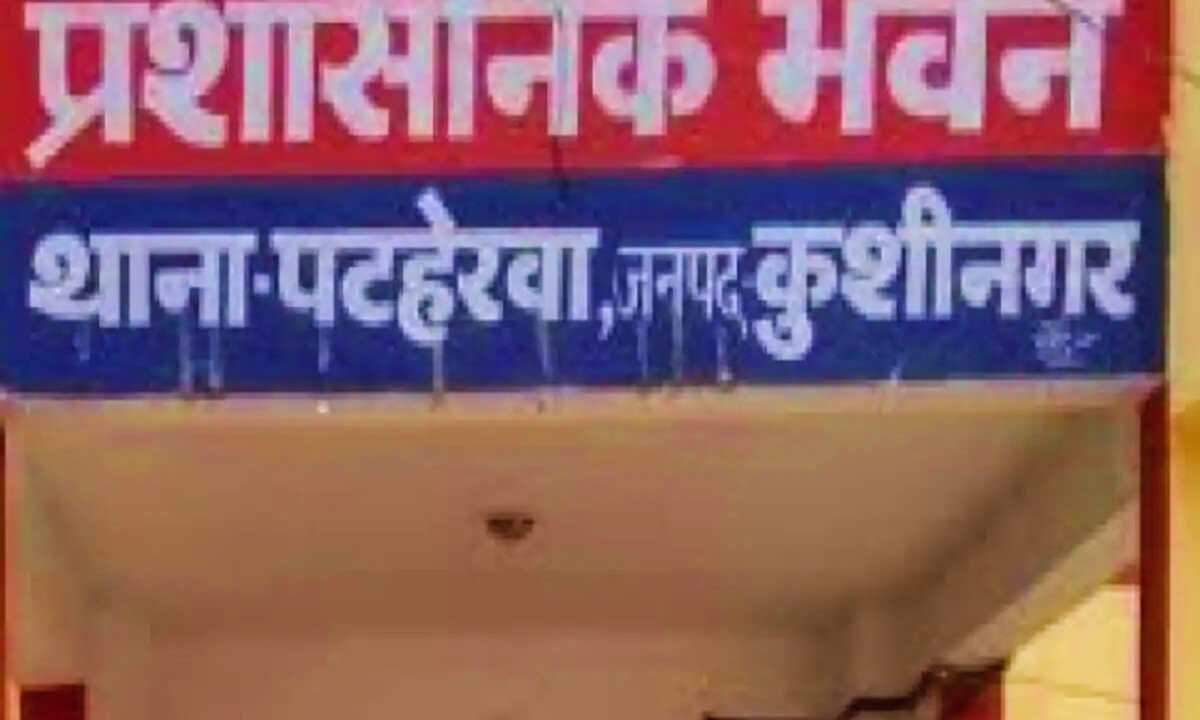 प्रशासनिक भवन
थाना-पटहेरवा, जनपद-कुशीनगर